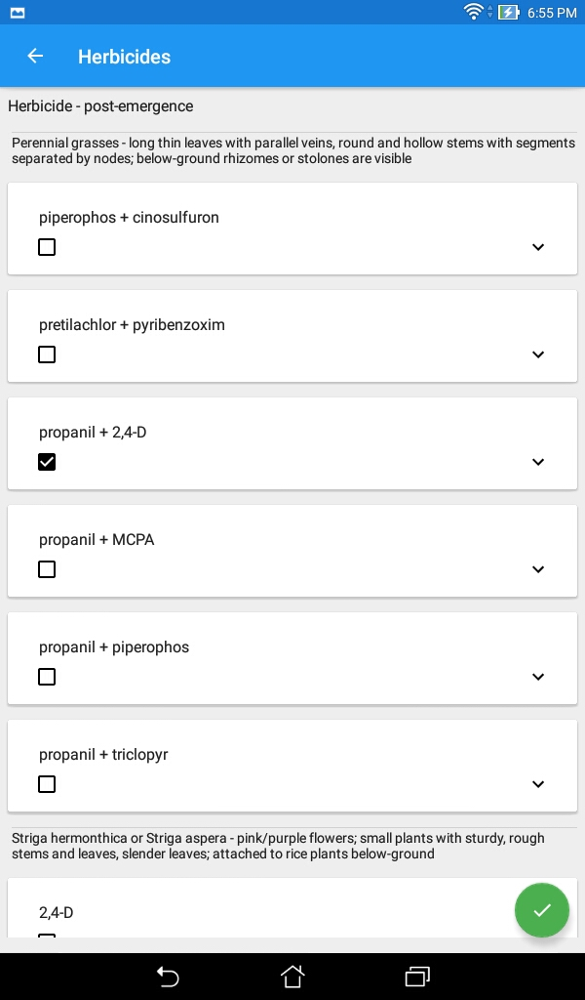 6:55 PM
Herbicides
Herbicide - post-emergence
Perennial grasses - long thin leaves with parallel veins, round and hollow stems with segments
separated by nodes; below-ground rhizomes or stolones are visible
piperophos + cinosulfuron
pretilachlor + pyribenzoxim
propanil + 2,4-D
propanil + MCPA
propanil + piperophos
propanil + triclopyr
Striga hermonthica or Striga aspera - pink/purple flowers; small plants with sturdy, rough
stems and leaves, slender leaves; attached to rice plants below-ground
2,4-D